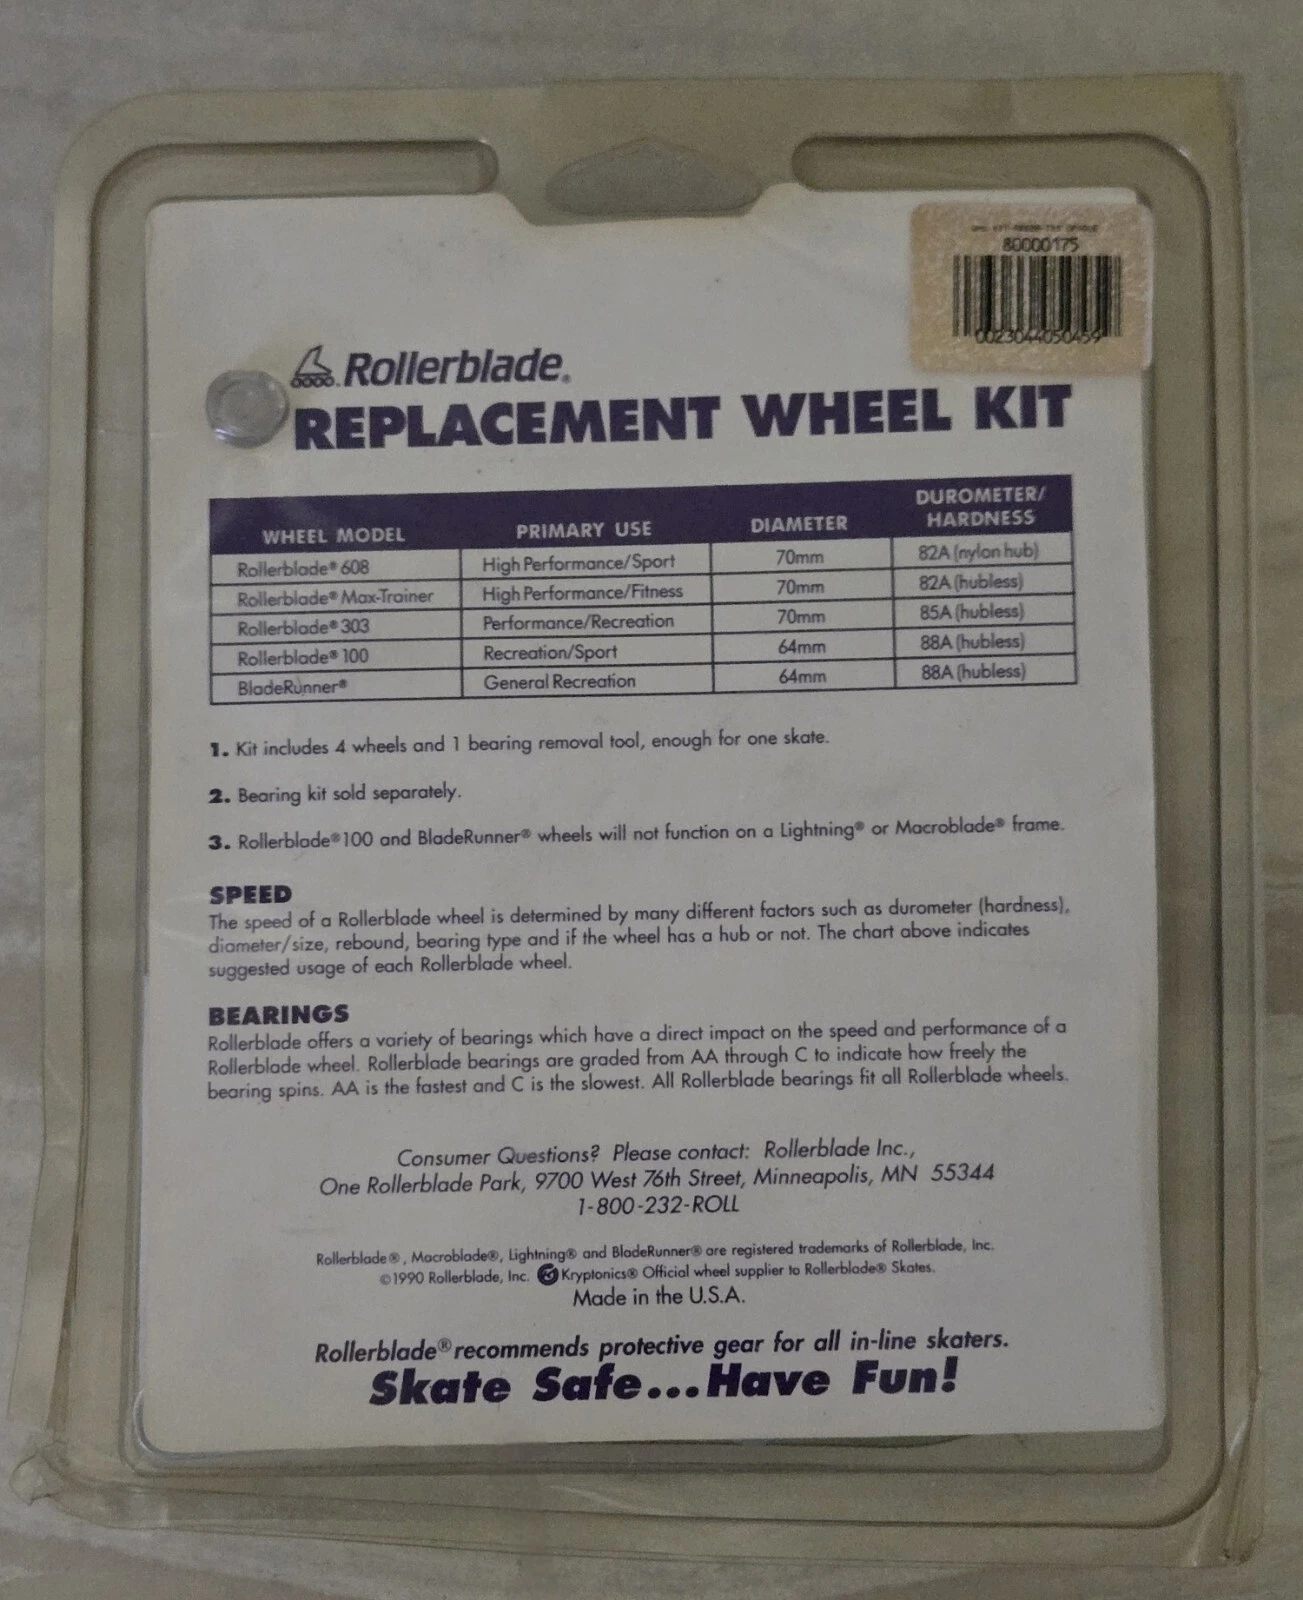 80000175
0023044050459
Rollerblade®
REPLACEMENT WHEEL KIT
WHEEL MODEL PRIMARY USE DIAMETER DUROMETER/ HARDNESS
Rollerblade® 608 High Performance/Sport 70mm 82A (nylon hub)
Rollerblade® Max-Trainer High Performance/Fitness 70mm 82A (hubless)
Rollerblade® 303 Performance/Recreation 70mm 85A (hubless)
Rollerblade® 100 Recreation/Sport 64mm 88A (hubless)
BladeRunner® General Recreation 64mm 88A (hubless)
1. Kit includes 4 wheels and 1 bearing removal tool, enough for one skate.
2. Bearing kit sold separately.
3. Rollerblade® 100 and BladeRunner® wheels will not function on a Lightning® or Macroblade® frame.
SPEED
The speed of a Rollerblade wheel is determined by many different factors such as durometer (hardness),
diameter/size, rebound, bearing type and if the wheel has a hub or not. The chart above indicates
suggested usage of each Rollerblade wheel.
BEARINGS
Rollerblade offers a variety of bearings which have a direct impact on the speed and performance of a
Rollerblade wheel. Rollerblade bearings are graded from AA through C to indicate how freely the
bearing spins. AA is the fastest and C is the slowest. All Rollerblade bearings fit all Rollerblade wheels.
Consumer Questions? Please contact: Rollerblade Inc.,
One Rollerblade Park, 9700 West 76th Street, Minneapolis, MN 55344
1-800-232-ROLL
Rollerblade®, Macroblade®, Lightning® and BladeRunner® are registered trademarks of Rollerblade, Inc.
©1990 Rollerblade, Inc. Kryptonics® Official wheel supplier to Rollerblade® Skates.
Made in the U.S.A.
Rollerblade® recommends protective gear for all in-line skaters.
Skate Safe...Have Fun!